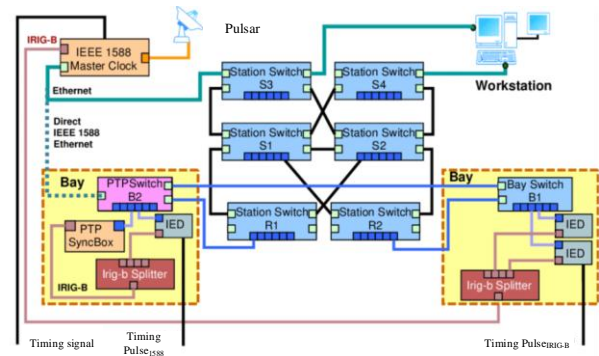 Pulsar
IRIG-B
IEEE 1588
Master Clock
Ethernet
Direct
IEEE 1588
Ethernet
Station Switch
S3
Station Switch
S4
Workstation
Station Switch
S1
Station Switch
S2
Bay
PTPSwitch
B2
IED
PTP
SyncBox
Irig-b Splitter
IRIG-B
Station Switch
R1
Station Switch
R2
Bay
Bay Switch
B1
IED
IED
Irig-b Splitter
Timing signal
Timing
Pulse1588
Timing PulseIRIG-B